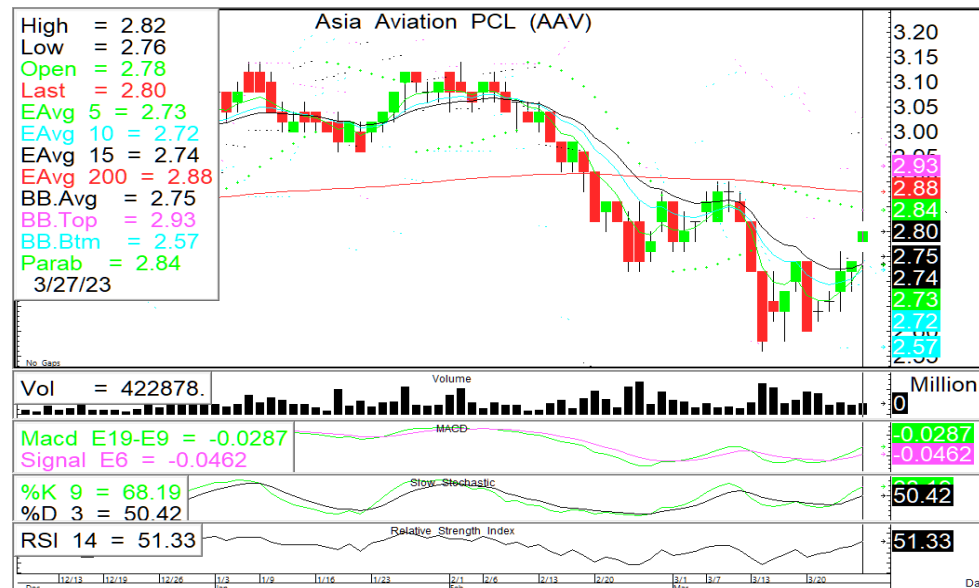 Asia Aviation PCL (AAV)
High = 2.82
Low = 2.76
Open = 2.78
Last = 2.80
EAvg 5 = 2.73
EAvg 10 = 2.72
EAvg 15 = 2.74
EAvg 200 = 2.88
BB.Avg = 2.75
BB.Top = 2.93
BB.Btm = 2.57
Parab = 2.84
3/27/23
3.20
3.15
3.10
3.05
3.00
2.93
2.88
2.84
2.80
2.75
2.74
2.73
2.72
2.57
No Gaps
Vol = 422878.
Volume
Million
0
Macd E19-E9 = -0.0287
Signal E6 = -0.0462
MACD
-0.0287
-0.0462
%K 9 = 68.19
%D 3 = 50.42
Slow Stochastic
50.42
RSI 14 = 51.33
Relative Strength Index
51.33
12/13 12/19 12/26 1/3 1/9 1/16 1/23 2/1 2/6 2/13 2/20 3/1 3/7 3/13 3/20
Dec Jan Feb Mar Da